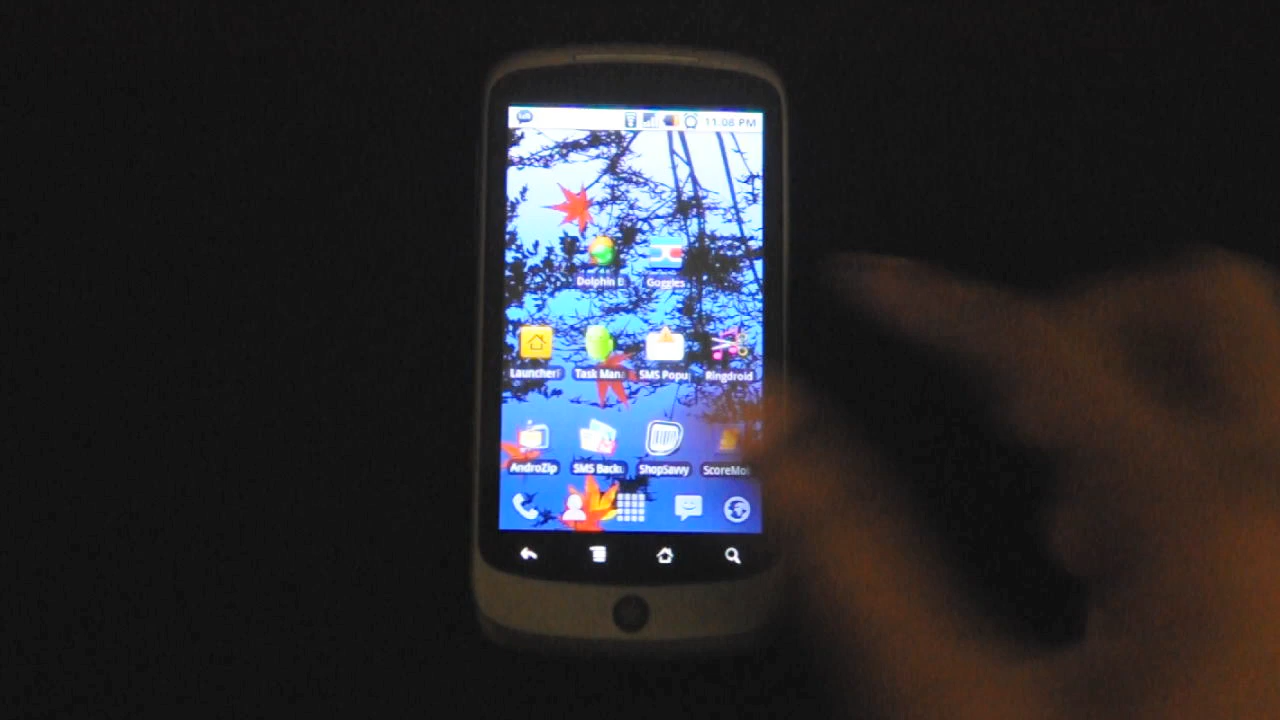 11:08 PM
Dolphin B Goggles
Launcher Task Mana SMS Popu Ringdroid
AndroZip SMS Backu ShopSavvy ScoreMo